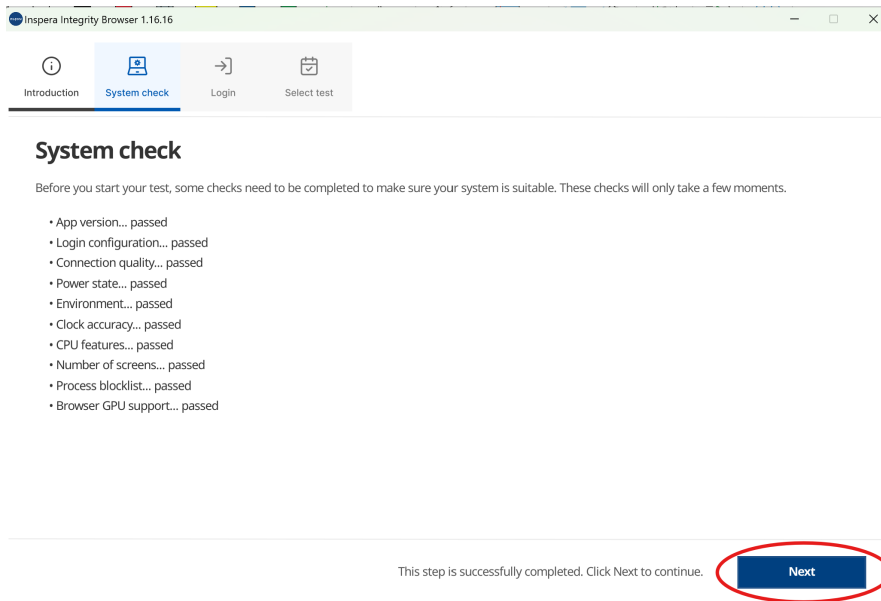 Inspera Integrity Browser 1.16.16
Introduction
System check
Login
Select test
System check
Before you start your test, some checks need to be completed to make sure your system is suitable. These checks will only take a few moments.
• App version... passed
• Login configuration... passed
• Connection quality... passed
• Power state... passed
• Environment... passed
• Clock accuracy... passed
• CPU features... passed
• Number of screens... passed
• Process blocklist... passed
• Browser GPU support... passed
This step is successfully completed. Click Next to continue.
Next